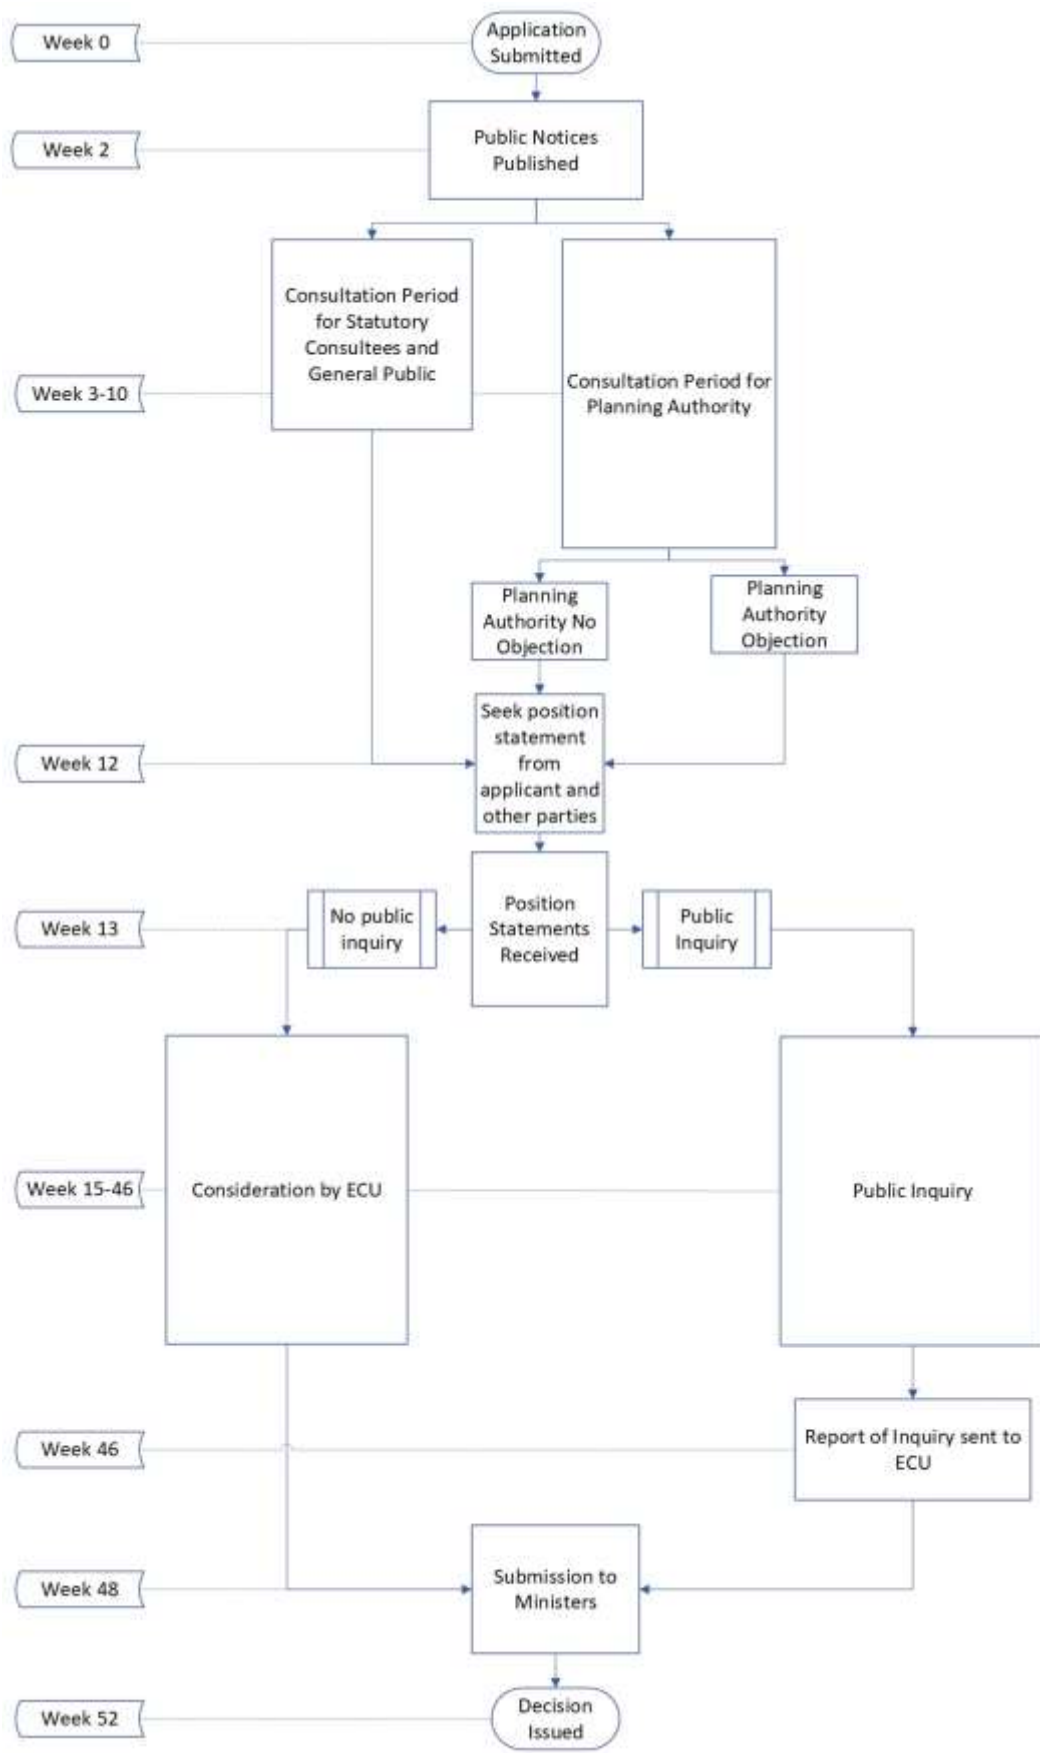 Week 0
Application
Submitted
Week 2
Public Notices
Published
Consultation Period
for Statutory
Consultees and
General Public
Week 3-10
Consultation Period for
Planning Authority
Planning
Authority No
Objection
Planning
Authority
Objection
Week 12
Seek position
statement
from
applicant and
other parties
Week 13
No public
inquiry
Position
Statements
Received
Public
Inquiry
Week 15-46
Consideration by ECU
Public Inquiry
Week 46
Report of Inquiry sent to
ECU
Week 48
Submission to
Ministers
Week 52
Decision
Issued